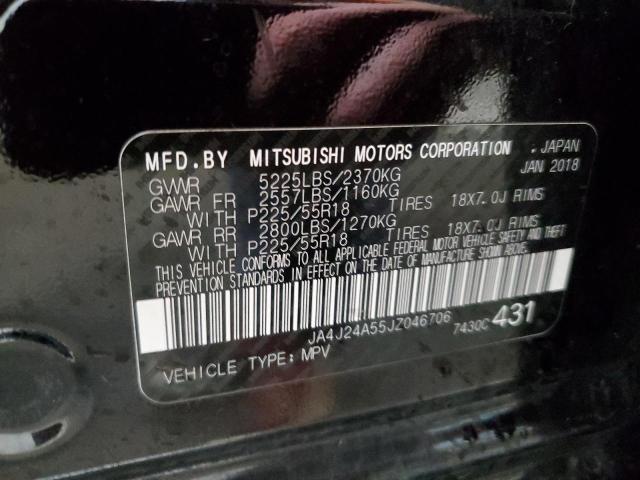 MFD.BY MITSUBISHI MOTORS CORPORATION , JAPAN
JAN 2018
GWVR 5225LBS/2370KG
GAWR FR 2557LBS/1160KG
WITH P225/55R18 TIRES 18X7.0J RIMS
GAWR RR 2800LBS/1270KG
WITH P225/55R18 TIRES 18X7.0J RIMS
THIS VEHICLE CONFORMS TO ALL APPLICABLE FEDERAL MOTOR VEHICLE SAFETY AND THEFT
PREVENTION STANDARDS IN EFFECT ON THE DATE OF MANUFACTURE SHOWN ABOVE.
JA4J24A55JZ046706 7430C 431
VEHICLE TYPE: MPV